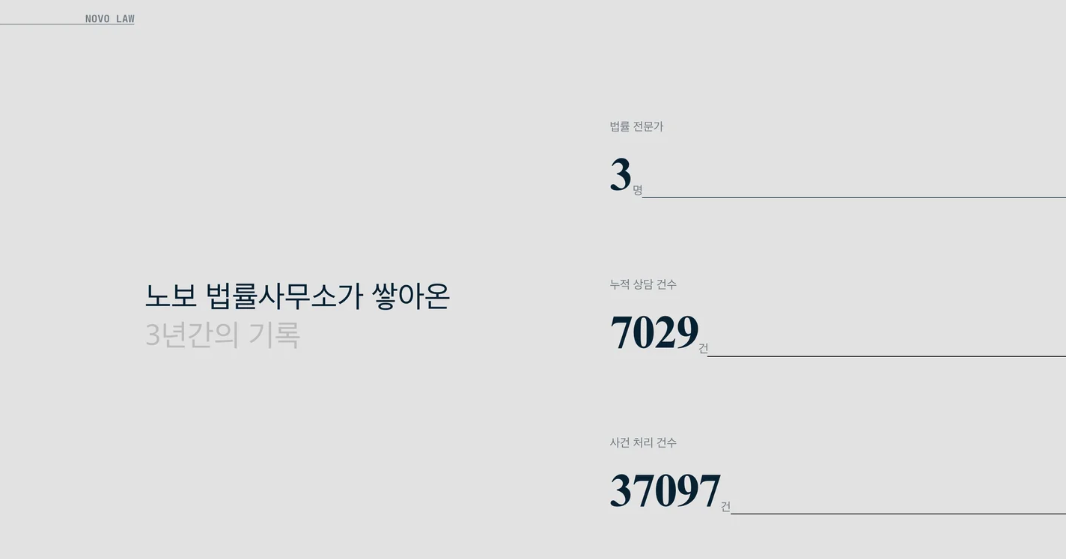 NOVO LAW
법률 전문가
3명
노보 법률사무소가 쌓아온
3년간의 기록
누적 상담 건수
7029건
사건 처리 건수
37097건